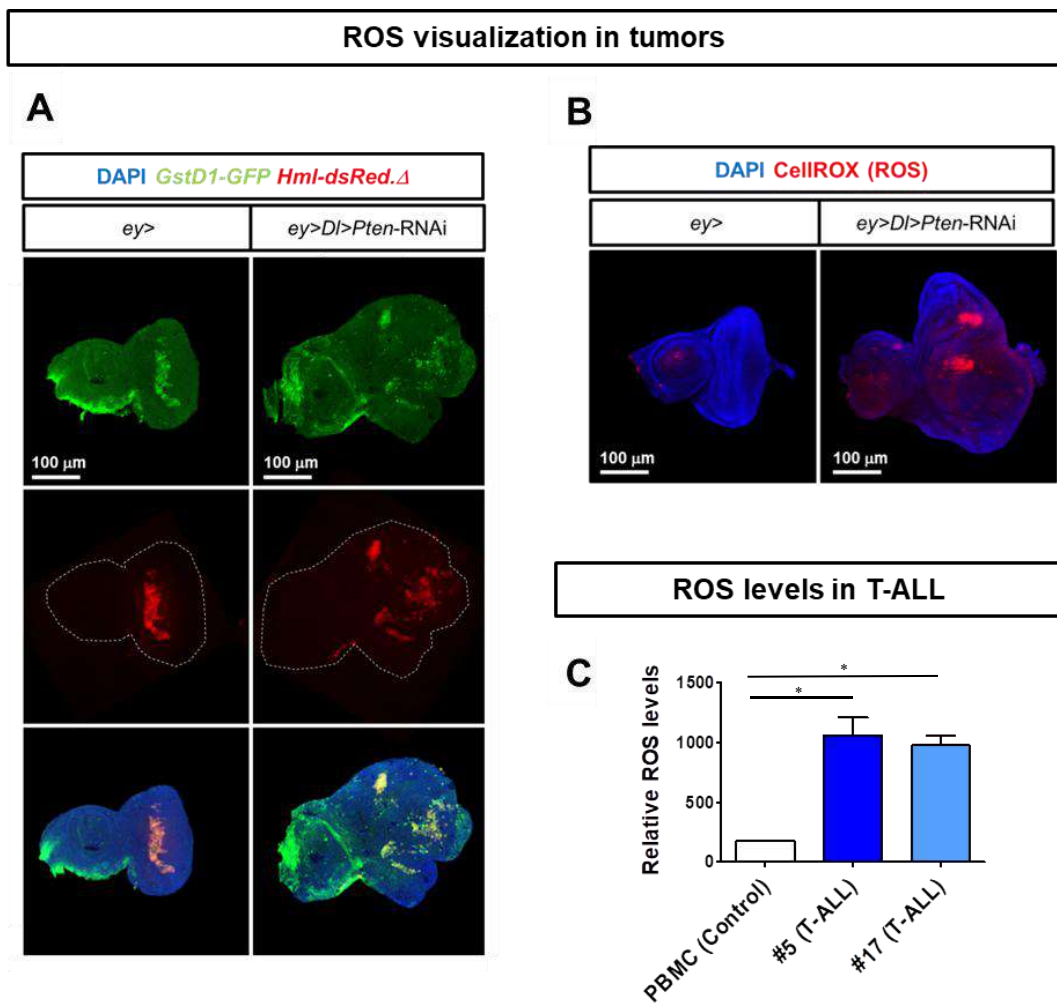 ROS visualization in tumors
A
DAPI GstD1-GFP Hml-dsRed.Δ
ey>
ey>Dl>Pten-RNAi
100 μm
100 μm
B
DAPI CellROX (ROS)
ey>
ey>Dl>Pten-RNAi
100 μm
100 μm
ROS levels in T-ALL
C
Relative ROS levels
1500
1000
500
0
*
*
PBMC (Control)
#5 (T-ALL)
#17 (T-ALL)